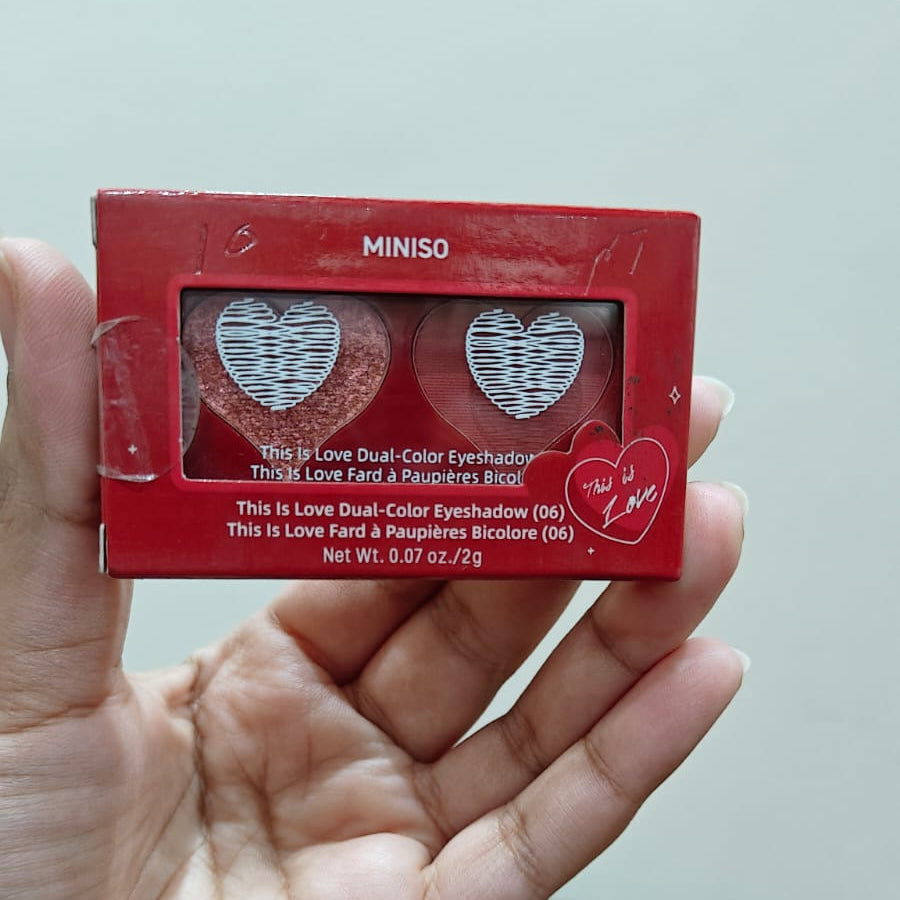 MINISO
This Is Love Dual-Color Eyeshadow
This Is Love Fard à Paupières Bicol
This is
Love
This Is Love Dual-Color Eyeshadow (06)
This Is Love Fard à Paupières Bicolore (06)
Net Wt. 0.07 oz./2g